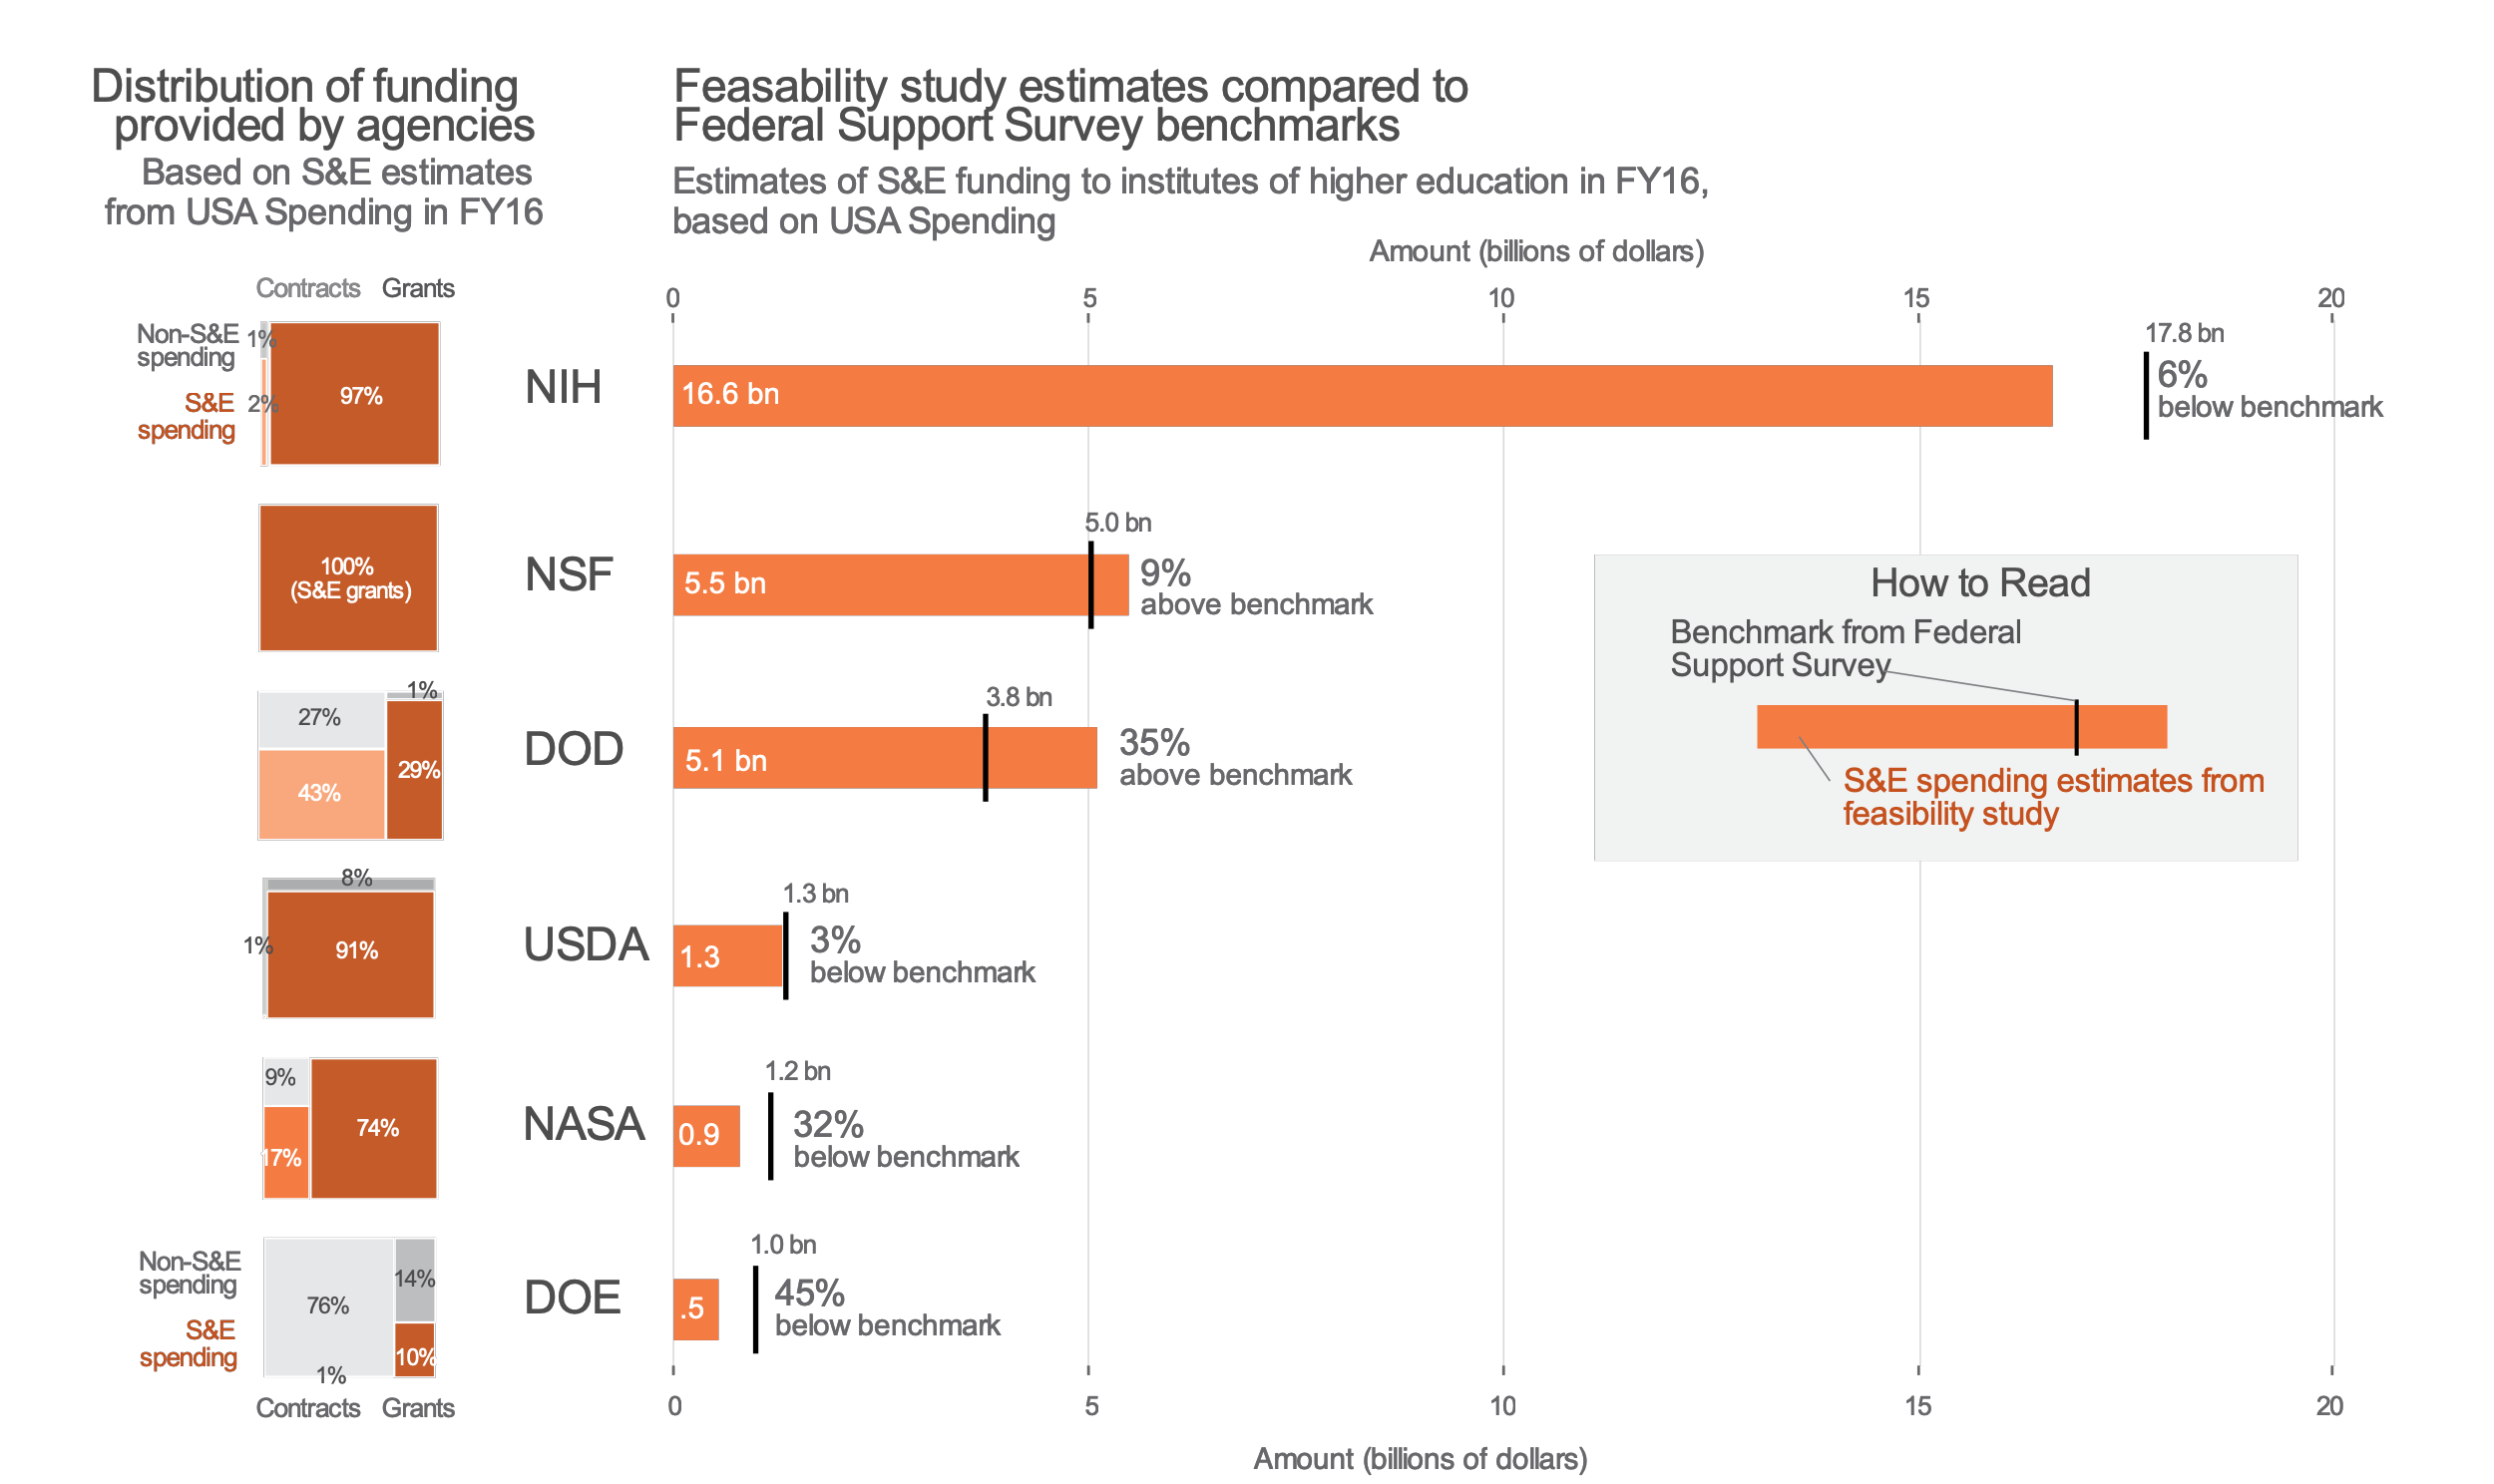 Distribution of funding
provided by agencies
Based on S&E estimates
from USA Spending in FY16
Feasability study estimates compared to
Federal Support Survey benchmarks
Estimates of S&E funding to institutes of higher education in FY16,
based on USA Spending
Amount (billions of dollars)
0 5 10 15 20
Contracts Grants
Non-S&E
spending
S&E
spending
1%
2%
97%
NIH
16.6 bn
17.8 bn
6%
below benchmark
100%
(S&E grants)
NSF
5.5 bn
5.0 bn
9%
above benchmark
27%
1%
43%
29%
DOD
5.1 bn
3.8 bn
35%
above benchmark
How to Read
Benchmark from Federal
Support Survey
S&E spending estimates from
feasibility study
8%
1%
91%
USDA
1.3
1.3 bn
3%
below benchmark
9%
17%
74%
NASA
0.9
1.2 bn
32%
below benchmark
Non-S&E
spending
S&E
spending
76%
14%
1%
10%
DOE
.5
1.0 bn
45%
below benchmark
Contracts Grants
0 5 10 15 20
Amount (billions of dollars)